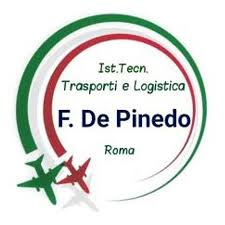 Ist.Tecn.
Trasporti e Logistica
F. De Pinedo
Roma